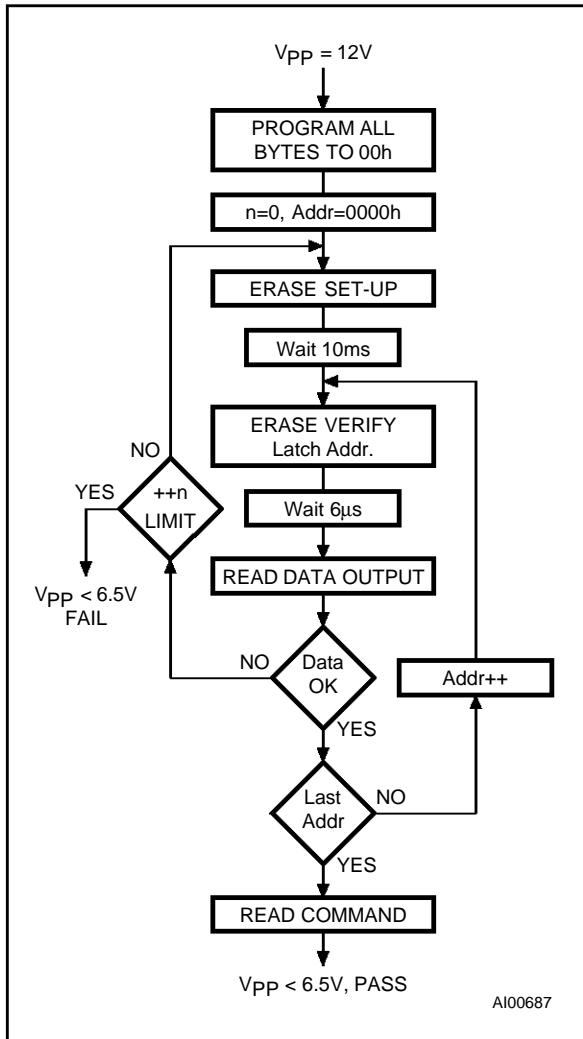 VPP = 12V
PROGRAM ALL
BYTES TO 00h
n=0, Addr=0000h
ERASE SET-UP
Wait 10ms
ERASE VERIFY
Latch Addr.
NO
YES
++n
LIMIT
Wait 6µs
READ DATA OUTPUT
VPP < 6.5V
FAIL
NO
Data
OK
YES
Addr++
Last
Addr
NO
YES
READ COMMAND
VPP < 6.5V, PASS
AI00687